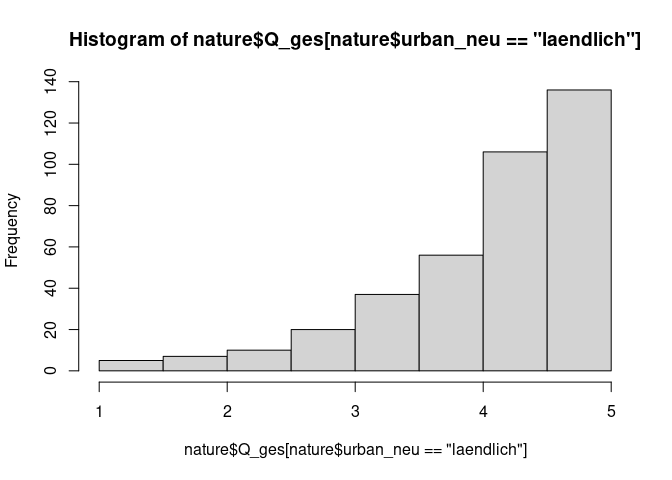 Histogram of nature$Q_ges[nature$urban_neu == "laendlich"]
Frequency
140
120
100
80
60
40
20
0
1 2 3 4 5
nature$Q_ges[nature$urban_neu == "laendlich"]